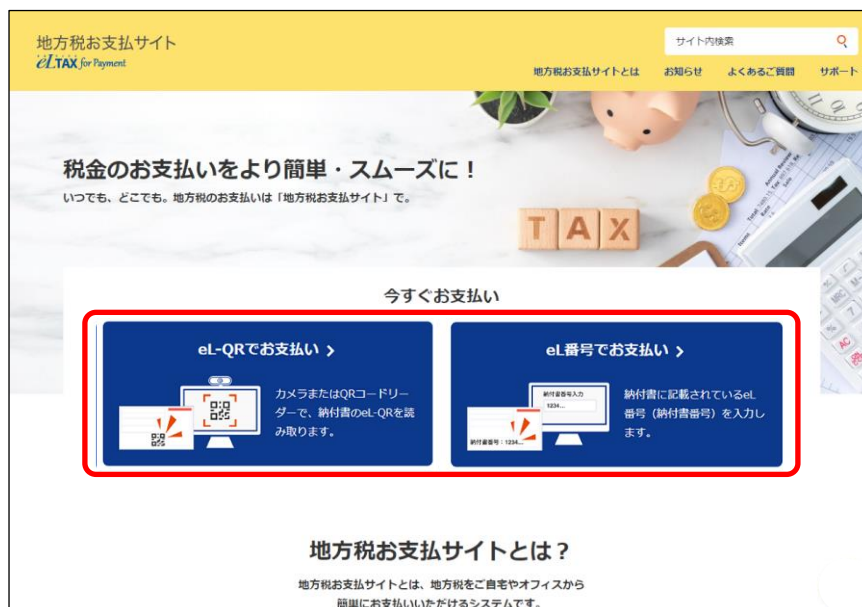 地方税お支払サイト
eLTAX for Payment
サイト内検索
地方税お支払サイトとは お知らせ よくあるご質問 サポート
税金のお支払いをより簡単・スムーズに！
いつでも、どこでも。地方税のお支払いは「地方税お支払サイト」で。
TAX
今すぐお支払い
eL-QRでお支払い
カメラまたはQRコードリー
ダーで、納付書のeL-QRを読
み取ります。
eL番号でお支払い
納付書番号入力
1234...
納付書番号：1234...
納付書に記載されているeL
番号（納付書番号）を入力し
ます。
地方税お支払サイトとは？
地方税お支払サイトとは、地方税をご自宅やオフィスから
簡単にお支払いいただけるシステムです。